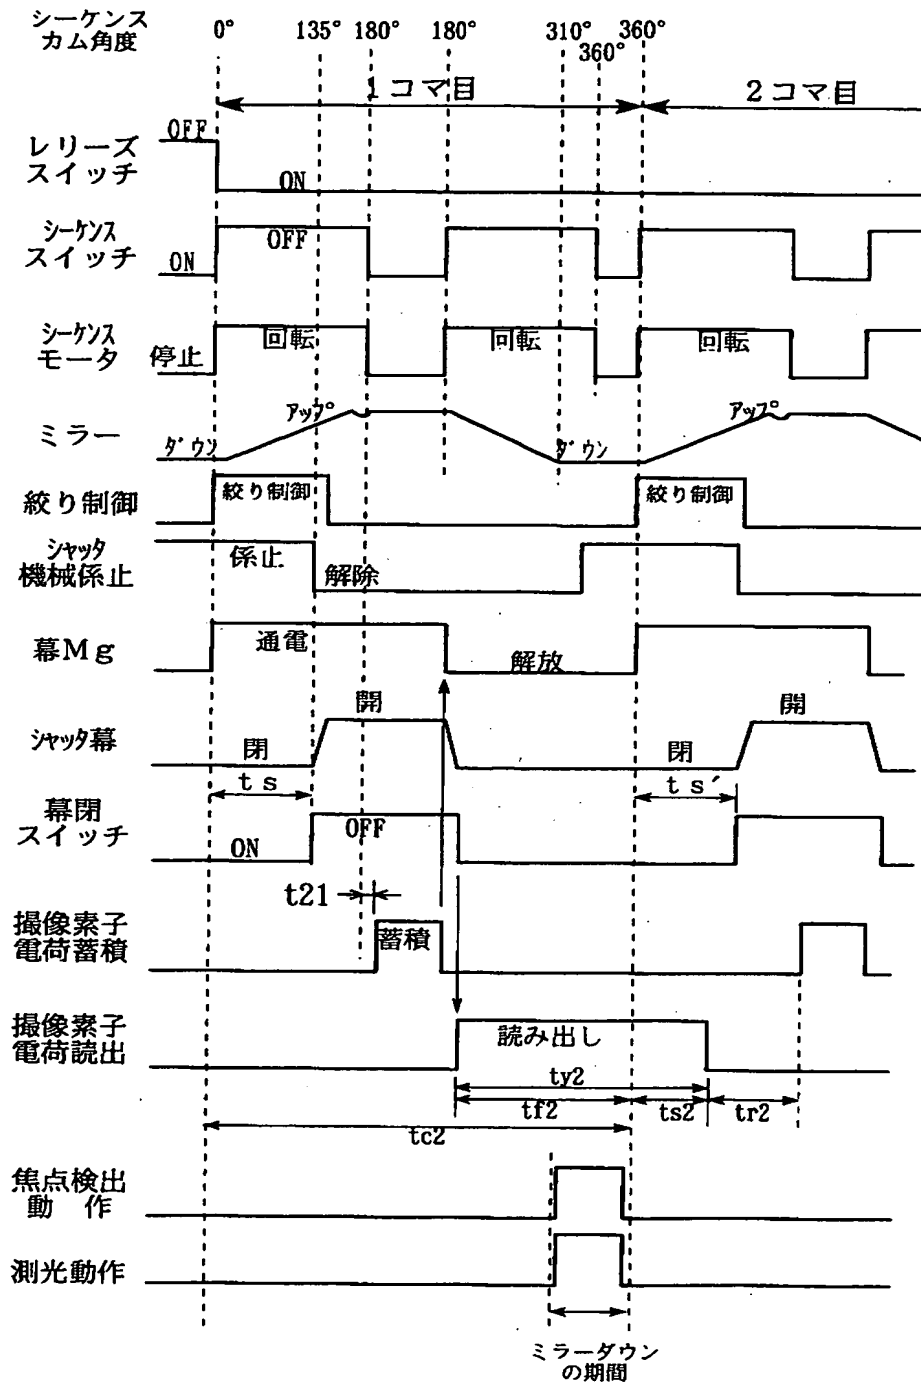 シーケンス
カム角度
0° 135° 180° 180° 310° 360° 360°
1コマ目 2コマ目
レリーズ
スイッチ
OFF
ON
シーケンス
スイッチ
ON
OFF
シーケンス
モータ
停止
回転 回転 回転
ミラー
ダウン
アップ
ダウン
アップ
絞り制御
絞り制御 絞り制御
シャッタ
機械係止
係止
解除
幕Mg
通電
解放
シャッタ幕
閉
開
閉
開
ts
ts′
幕閉
スイッチ
ON
OFF
t21
撮像素子
電荷蓄積
蓄積
撮像素子
電荷読出
読み出し
ty2
tf2 ts2 tr2
tc2
焦点検出
動 作
測光動作
ミラーダウン
の期間